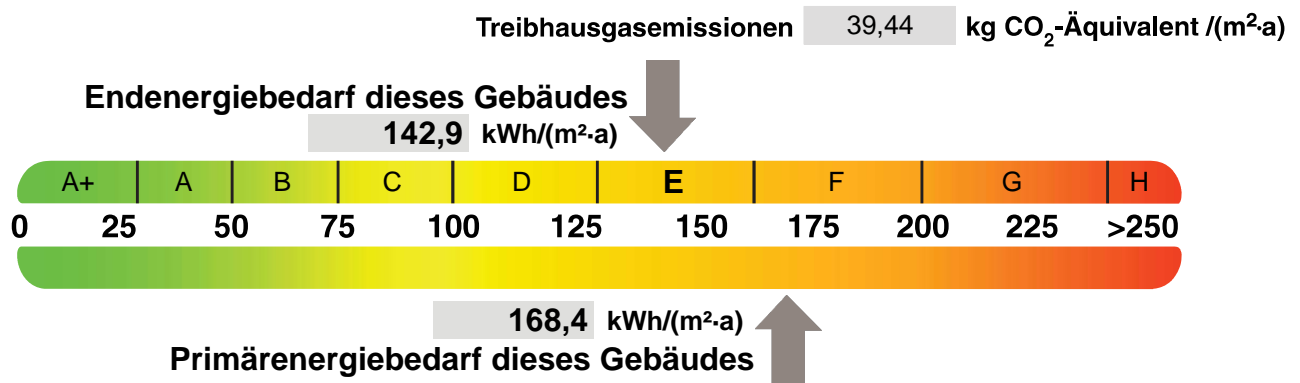 Treibhausgasemissionen 39,44 kg CO₂-Äquivalent /(m²·a)
Endenergiebedarf dieses Gebäudes
142,9 kWh/(m²·a)
A+ A B C D E F G H
0 25 50 75 100 125 150 175 200 225 >250
168,4 kWh/(m²·a)
Primärenergiebedarf dieses Gebäudes